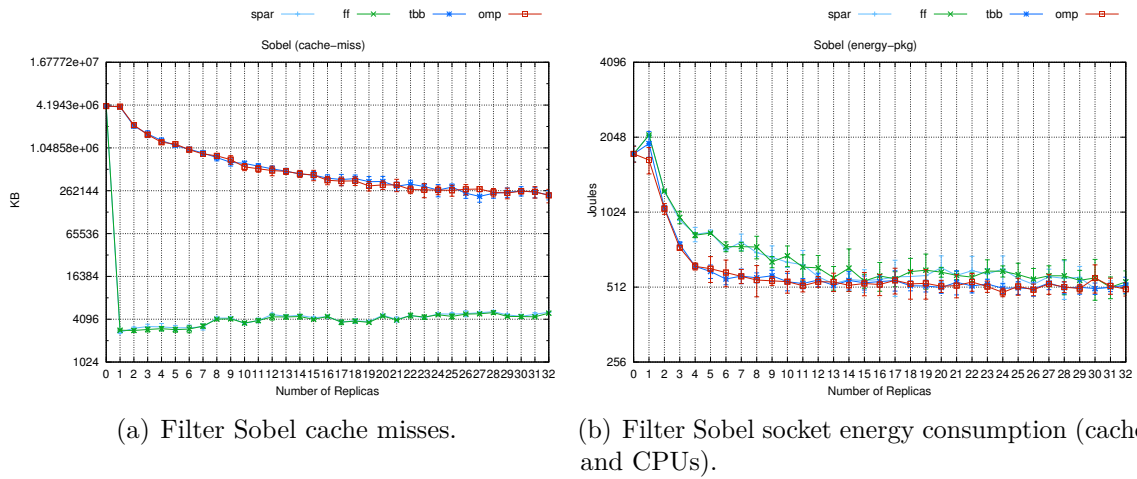 spar ff tbb omp
Sobel (cache-miss)
1.67772e+07
4.1943e+06
1.04858e+06
262144
65536
16384
4096
1024
KB
0 1 2 3 4 5 6 7 8 9 10 11 12 13 14 15 16 17 18 19 20 21 22 23 24 25 26 27 28 29 30 31 32
Number of Replicas
(a) Filter Sobel cache misses.
spar ff tbb omp
Sobel (energy-pkg)
4096
2048
1024
512
256
Joules
0 1 2 3 4 5 6 7 8 9 10 11 12 13 14 15 16 17 18 19 20 21 22 23 24 25 26 27 28 29 30 31 32
Number of Replicas
(b) Filter Sobel socket energy consumption (cache
and CPUs).